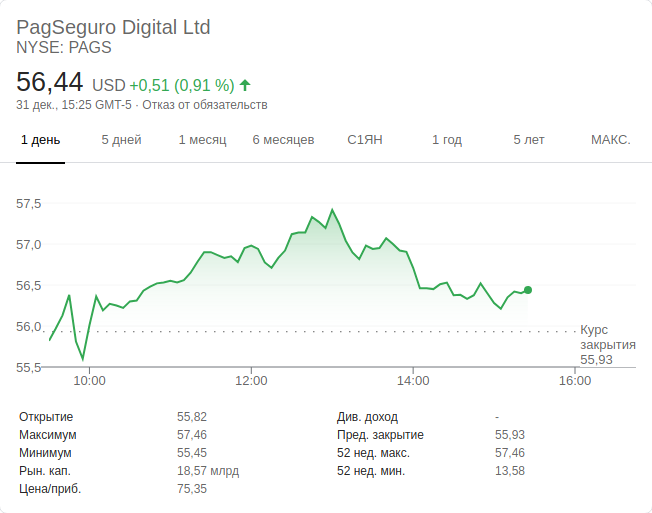 PagSeguro Digital Ltd
NYSE: PAGS
56,44 USD +0,51 (0,91 %)
31 дек., 15:25 GMT-5 · Отказ от обязательств
1 день 5 дней 1 месяц 6 месяцев С1ЯН 1 год 5 лет МАКС.
57,5
57,0
56,5
56,0
55,5
Курс
закрытия
55,93
10:00 12:00 14:00 16:00
Открытие 55,82 Див. доход -
Максимум 57,46 Пред. закрытие 55,93
Минимум 55,45 52 нед. макс. 57,46
Рын. кап. 18,57 млрд 52 нед. мин. 13,58
Цена/приб. 75,35